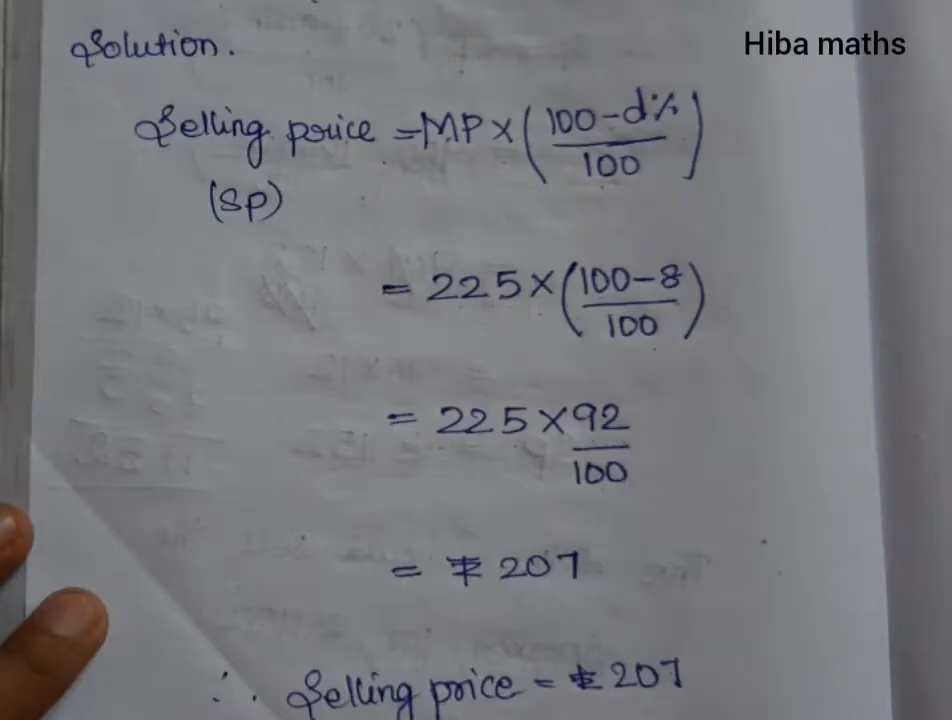 Solution.
Hiba maths
Selling price = MP × (100-d% / 100)
(SP)
= 225 × (100-8 / 100)
= 225 × 92 / 100
= ₹ 207
∴ Selling price = ₹ 207